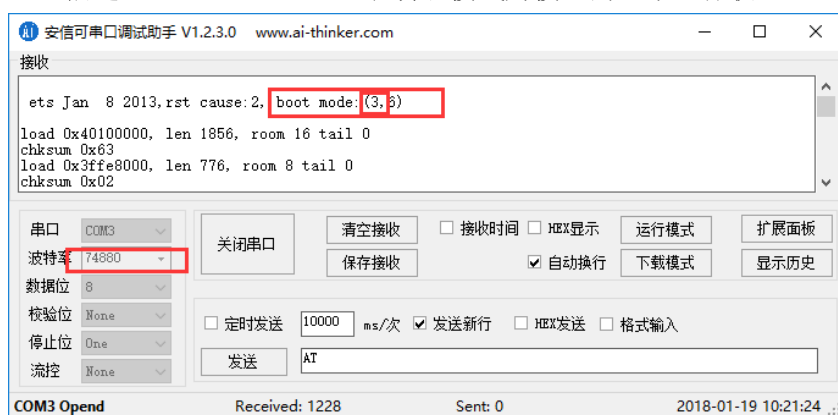 安信可串口调试助手 V1.2.3.0 www.ai-thinker.com
接收
ets Jan 8 2013,rst cause:2, boot mode:(3,6)
load 0x40100000, len 1856, room 16 tail 0
chksum 0x63
load 0x3ffe8000, len 776, room 8 tail 0
chksum 0x02
串口 COM3
波特率 74880
数据位 8
校验位 None
停止位 One
流控 None
关闭串口
清空接收 接收时间 HEX显示 运行模式 扩展面板
保存接收 自动换行 下载模式 显示历史
定时发送 10000 ms/次 发送新行 HEX发送 格式输入
发送 AT
COM3 Opend Received: 1228 Sent: 0 2018-01-19 10:21:24